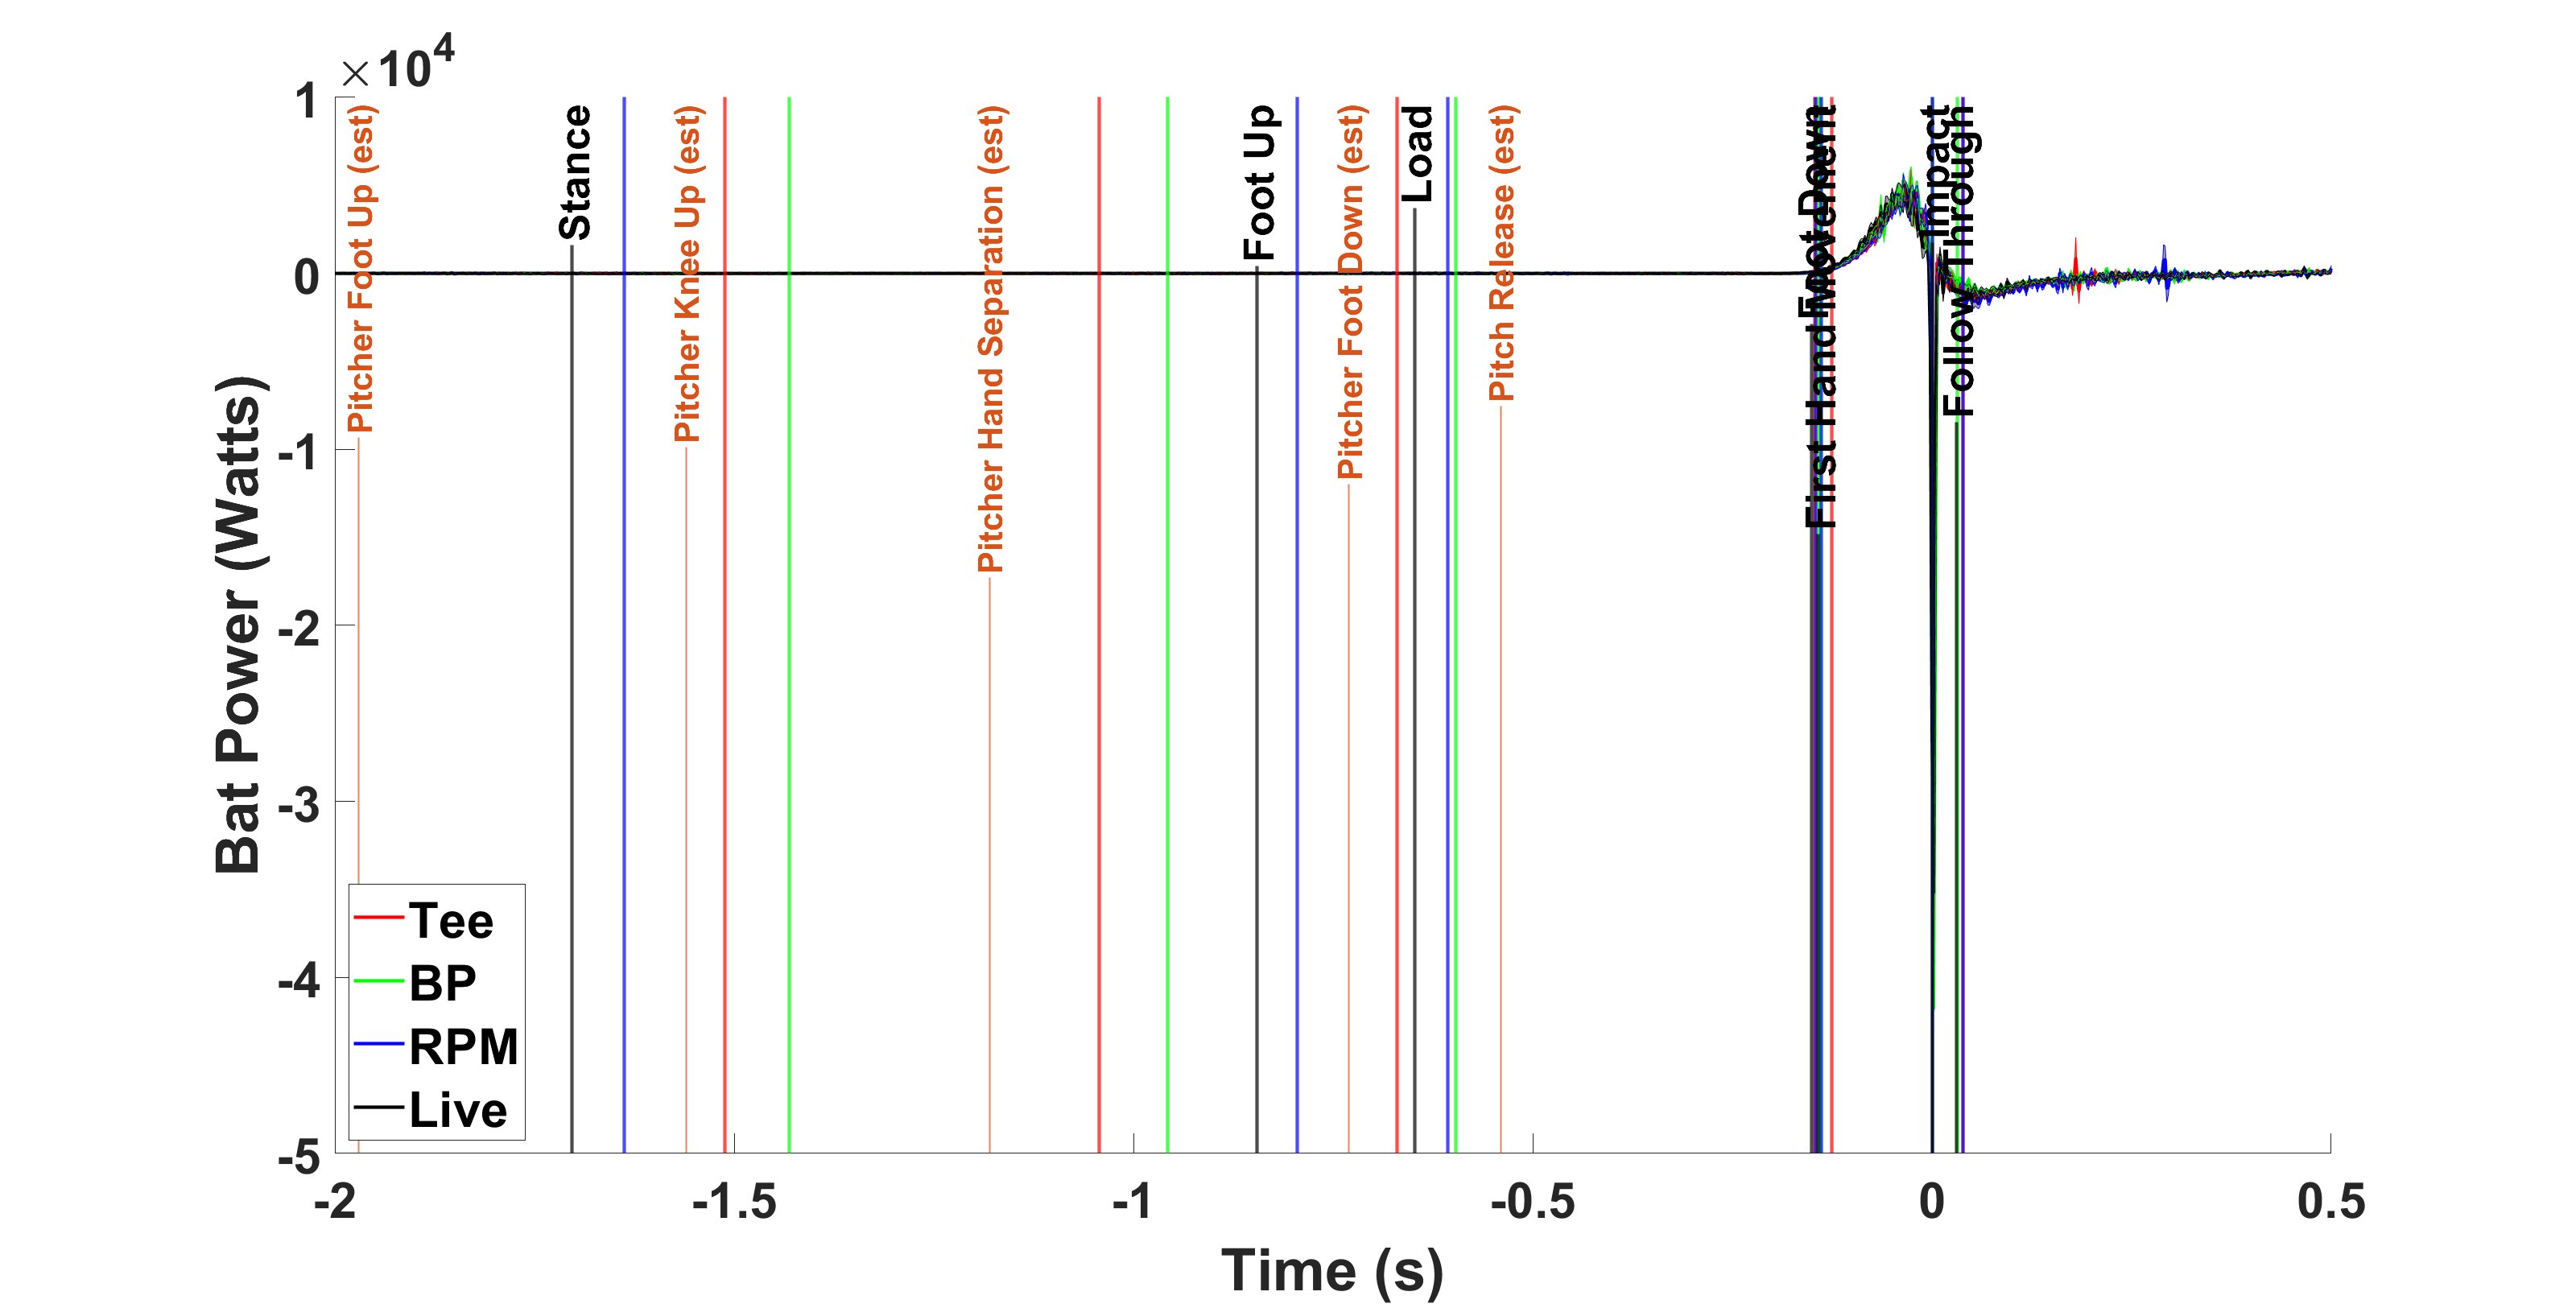 ×10⁴
1
0
-1
-2
-3
-4
-5
Bat Power (Watts)
Pitcher Foot Up (est)
Stance
Pitcher Knee Up (est)
Pitcher Hand Separation (est)
Foot Up
Pitcher Foot Down (est)
Load
Pitch Release (est)
Foot Down
First Hand Movement
Impact
Follow Through
Tee
BP
RPM
Live
-2
-1.5
-1
-0.5
0
0.5
Time (s)